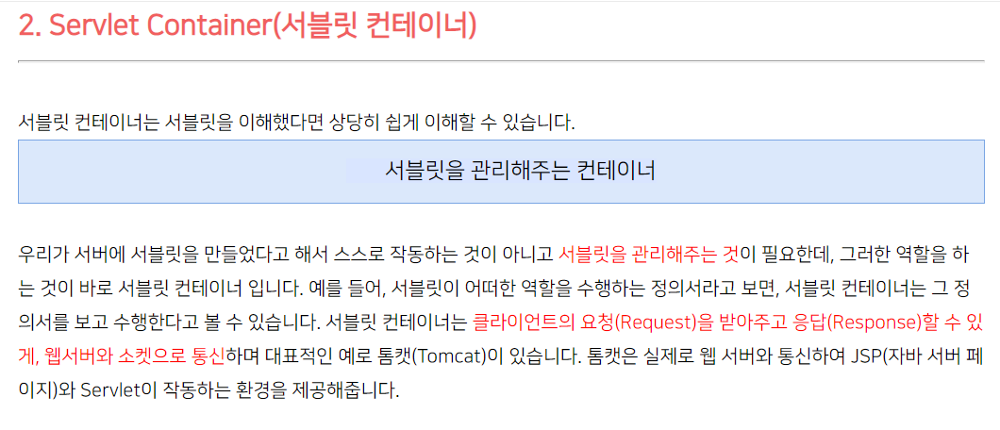 2. Servlet Container(서블릿 컨테이너)
서블릿 컨테이너는 서블릿을 이해했다면 상당히 쉽게 이해할 수 있습니다.
서블릿을 관리해주는 컨테이너
우리가 서버에 서블릿을 만들었다고 해서 스스로 작동하는 것이 아니고 서블릿을 관리해주는 것이 필요한데, 그러한 역할을 하
는 것이 바로 서블릿 컨테이너 입니다. 예를 들어, 서블릿이 어떠한 역할을 수행하는 정의서라고 보면, 서블릿 컨테이너는 그 정
의서를 보고 수행한다고 볼 수 있습니다. 서블릿 컨테이너는 클라이언트의 요청(Request)을 받아주고 응답(Response)할 수 있
게, 웹서버와 소켓으로 통신하며 대표적인 예로 톰캣(Tomcat)이 있습니다. 톰캣은 실제로 웹 서버와 통신하여 JSP(자바 서버 페
이지)와 Servlet이 작동하는 환경을 제공해줍니다.